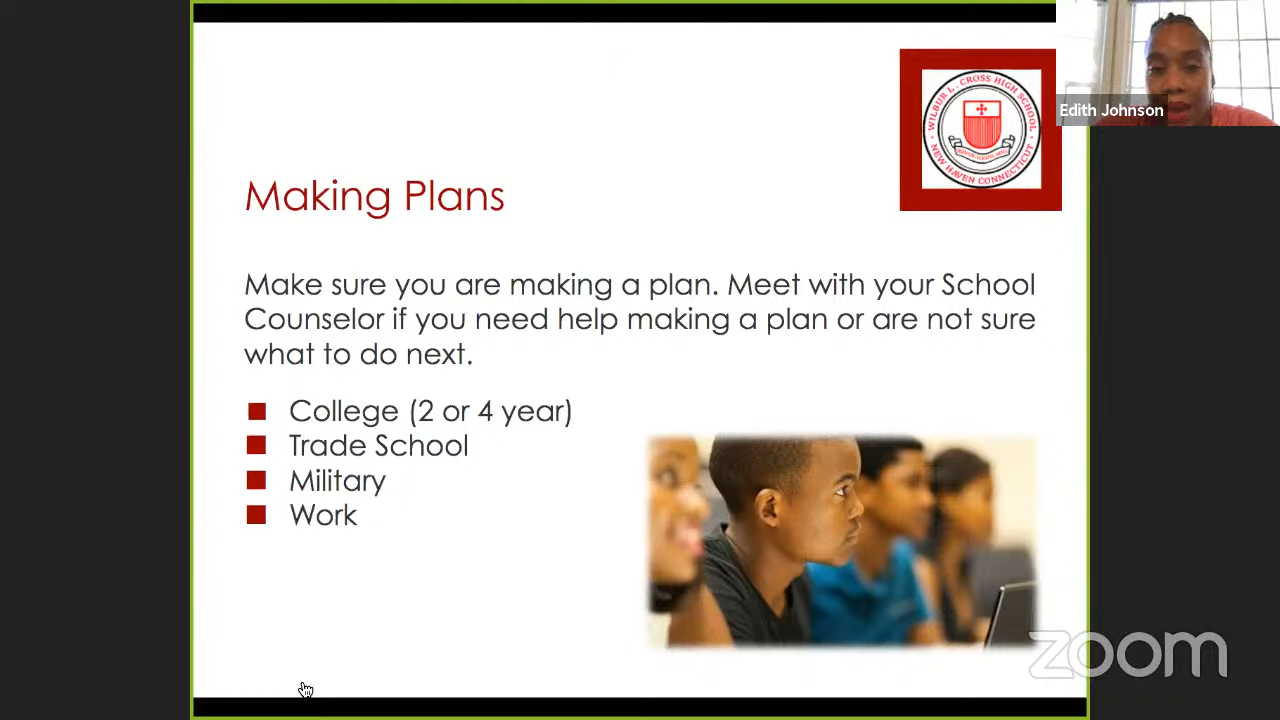 WILBUR L. CROSS HIGH SCHOOL
NEW HAVEN CONNECTICUT
Edith Johnson
Making Plans
Make sure you are making a plan. Meet with your School
Counselor if you need help making a plan or are not sure
what to do next.
College (2 or 4 year)
Trade School
Military
Work
zoom